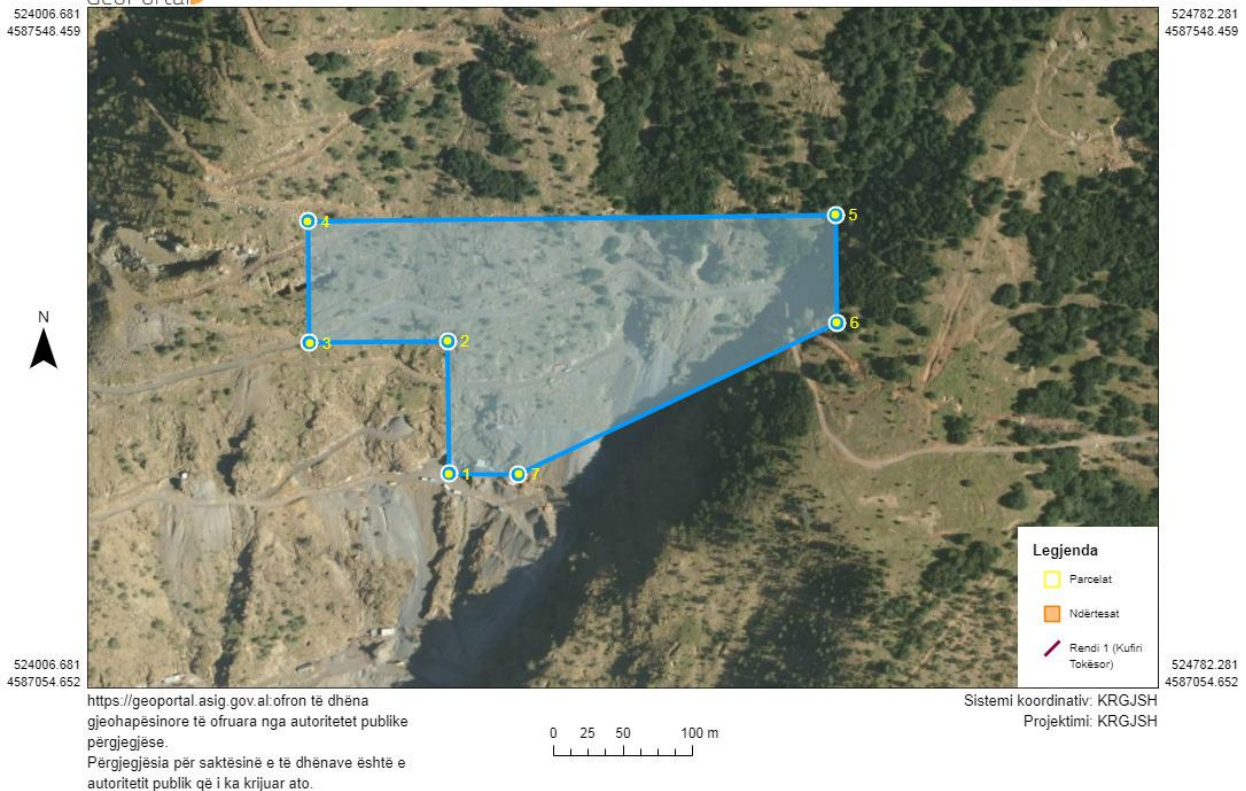 GeoPortal
524006.681
4587548.459
524782.281
4587548.459
4
5
N
3
2
6
1
7
Legjenda
Parcelat
Ndërtesat
Rendi 1 (Kufiri
Tokësor)
524006.681
4587054.652
524782.281
4587054.652
https://geoportal.asig.gov.al:ofron të dhëna
gjeohapësinore të ofruara nga autoritetet publike
përgjegjëse.
Përgjegjësia për saktësinë e të dhënave është e
autoritetit publik që i ka krijuar ato.
0 25 50 100 m
Sistemi koordinativ: KRGJSH
Projektimi: KRGJSH